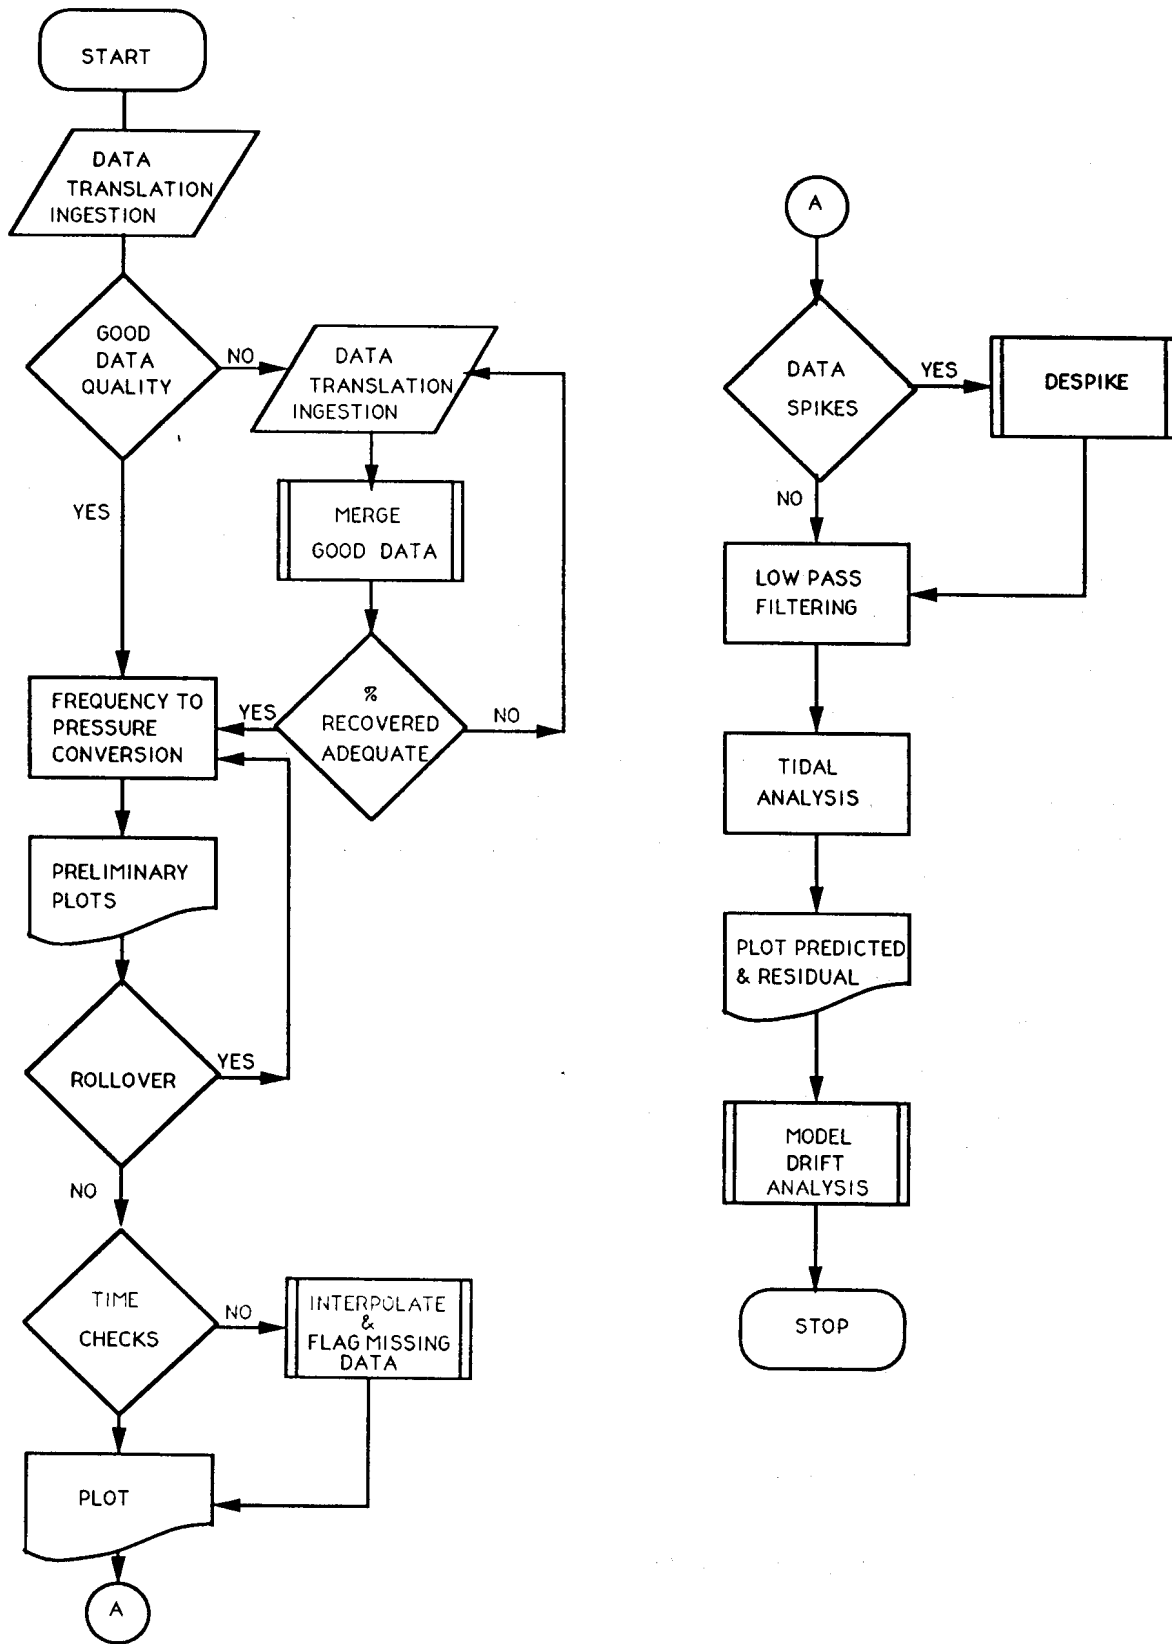 START
DATA
TRANSLATION
INGESTION
GOOD
DATA
QUALITY
NO
DATA
TRANSLATION
INGESTION
YES
MERGE
GOOD DATA
%
RECOVERED
ADEQUATE
YES
NO
FREQUENCY TO
PRESSURE
CONVERSION
PRELIMINARY
PLOTS
ROLLOVER
YES
NO
TIME
CHECKS
NO
INTERPOLATE
&
FLAG MISSING
DATA
PLOT
A
A
DATA
SPIKES
YES
DESPIKE
NO
LOW PASS
FILTERING
TIDAL
ANALYSIS
PLOT PREDICTED
& RESIDUAL
MODEL
DRIFT
ANALYSIS
STOP